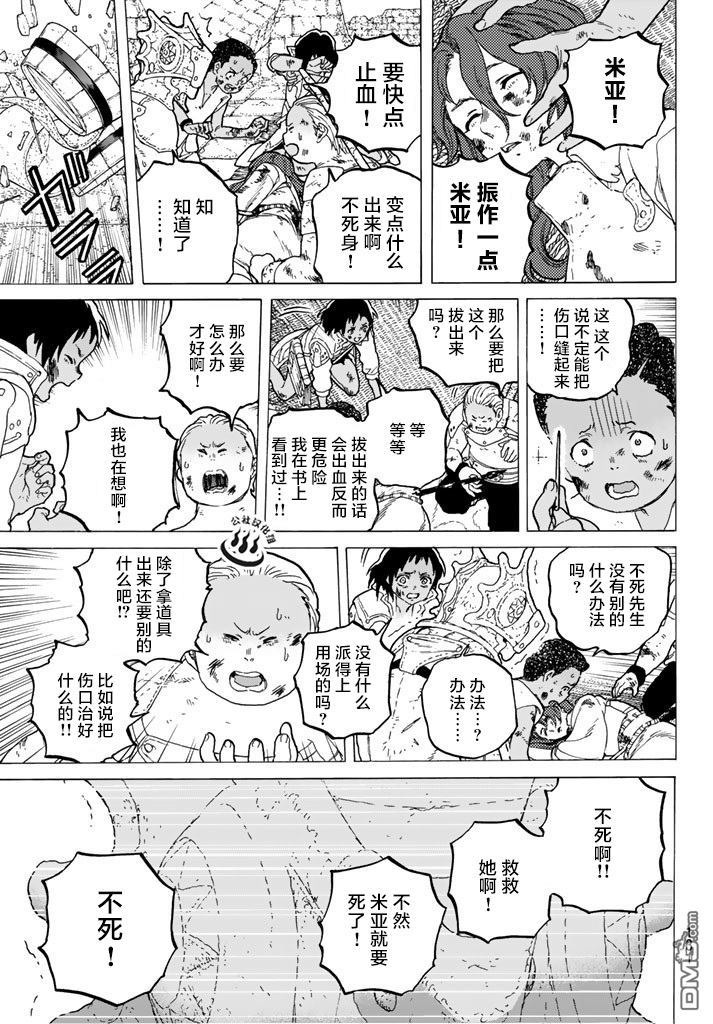 米亚！
振作一点
米亚！
要快点
止血！
变点什么
出来啊
不死身！
知
知道了
……！
ガラララン
这 这个
说不定能把
伤口缝起来
……！
那么要把
这个
拔出来
吗？
等
等等
拔出来的话
会出血反而
更危险
我在书上
看到过…!!
那么要
怎么办
才好啊！
我也
在想啊！
不死先生
没有别的
什么办法
吗？
办法…？
办法……
没有什么
派得上
用场的吗？
除了拿道具
出来还要别的
什么吧!?
比如说把
伤口治好
什么的!!
公社汉化组
不死啊!!
救救
她啊！
不然
米亚就要
死了！
不死！